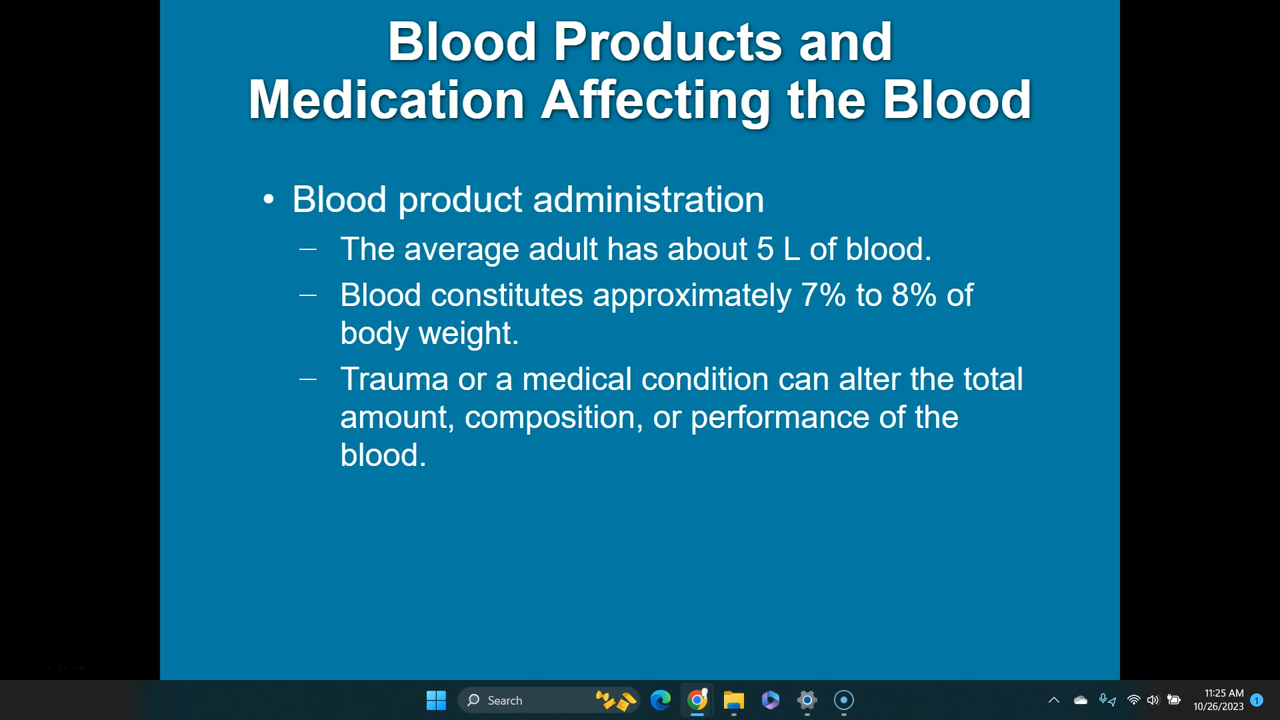 Blood Products and
Medication Affecting the Blood
• Blood product administration
– The average adult has about 5 L of blood.
– Blood constitutes approximately 7% to 8% of
body weight.
– Trauma or a medical condition can alter the total
amount, composition, or performance of the
blood.
Search
11:25 AM
10/26/2023
1